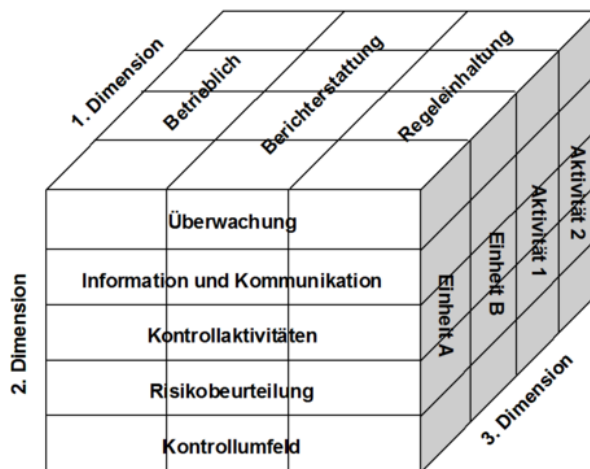 1. Dimension
Betrieblich
Berichterstattung
Regeleinhaltung
2. Dimension
Überwachung
Information und Kommunikation
Kontrollaktivitäten
Risikobeurteilung
Kontrollumfeld
Einheit A
Einheit B
Aktivität 1
Aktivität 2
3. Dimension